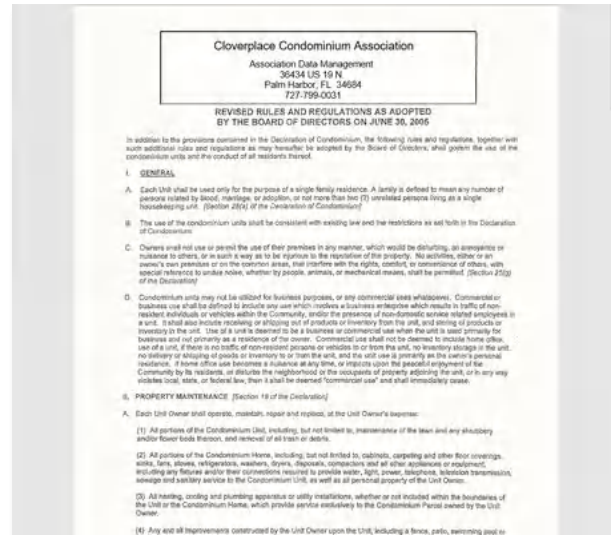 Cloverplace Condominium Association
Association Data Management
36434 US 19 N
Palm Harbor, FL 34684
727-799-0031
REVISED RULES AND REGULATIONS AS ADOPTED
BY THE BOARD OF DIRECTORS ON JUNE 30, 2005
In addition to the provisions contained in the Declaration of Condominium, the following rules and regulations, together with
such additional rules and regulations as may hereafter be adopted by the Board of Directors, shall govern the use of the
condominium units and the conduct of all residents thereof.
I. GENERAL
A. Each Unit shall be used only for the purpose of a single family residence. A family is defined to mean any number of
persons related by blood, marriage, or adoption, or not more than two (2) unrelated persons living as a single
housekeeping unit. [Section 28(a) of the Declaration of Condominium]
B. The use of the condominium units shall be consistent with existing law and the restrictions as set forth in the Declaration
of Condominium.
C. Owners shall not use or permit the use of their premises in any manner, which would be disturbing, an annoyance or
nuisance to others, or in such a way as to be injurious to the reputation of the property. No activities, either or an
owner's own premises or on the common areas, that interfere with the rights, comfort, or convenience of others, with
special reference to undue noise, whether by people, animals, or mechanical means, shall be permitted. [Section 25(g)
of the Declaration]
D. Condominium units may not be utilized for business purposes, or any commercial uses whatsoever. Commercial or
business use shall be defined to include any use which involves a business enterprise which results in traffic of non-
resident individuals or vehicles within the Community, and/or the presence of non-domestic service related employees in
a unit. It shall also include receiving or shipping out of products or inventory from the unit, and storing of products or
inventory in the unit. Use of a unit is deemed to be a business or commercial use when the unit is used primarily for
business and not primarily as a residence of the owner. Commercial use shall not be deemed to include home office,
use of a unit, if there is no traffic of non-resident persons or vehicles to or from the unit, no inventory storage in the unit,
no delivery or shipping of goods or inventory to or from the unit, and the unit use is primarily as the owner's personal
residence. If home office use becomes a nuisance at any time, or impacts upon the peaceful enjoyment of the
Community by its residents, or disturbs the neighborhood or the occupants of property adjoining the unit, or in any way
violates local, state, or federal law, then it shall be deemed "commercial use" and shall immediately cease.
II. PROPERTY MAINTENANCE [Section 19 of the Declaration]
A. Each Unit Owner shall operate, maintain, repair and replace, at the Unit Owner's expense:
(1) All portions of the Condominium Unit, including, but not limited to, maintenance of the lawn and any shrubbery
and/or flower beds thereon, and removal of all trash or debris.
(2) All portions of the Condominium Home, including, but not limited to, cabinets, carpeting and other floor coverings,
sinks, fans, stoves, refrigerators, washers, dryers, disposals, compactors and all other appliances or equipment,
including any fixtures and/or their connections required to provide water, light, power, telephone, television transmission,
sewage and sanitary service to the Condominium Unit, as well as all personal property of the Unit Owner.
(3) All heating, cooling and plumbing apparatus or utility installations, whether or not included within the boundaries of
the Unit or the Condominium Home, which provide service exclusively to the Condominium Parcel owned by the Unit
Owner.
(4) Any and all improvements constructed by the Unit Owner upon the Unit, including a fence, patio, swimming pool or